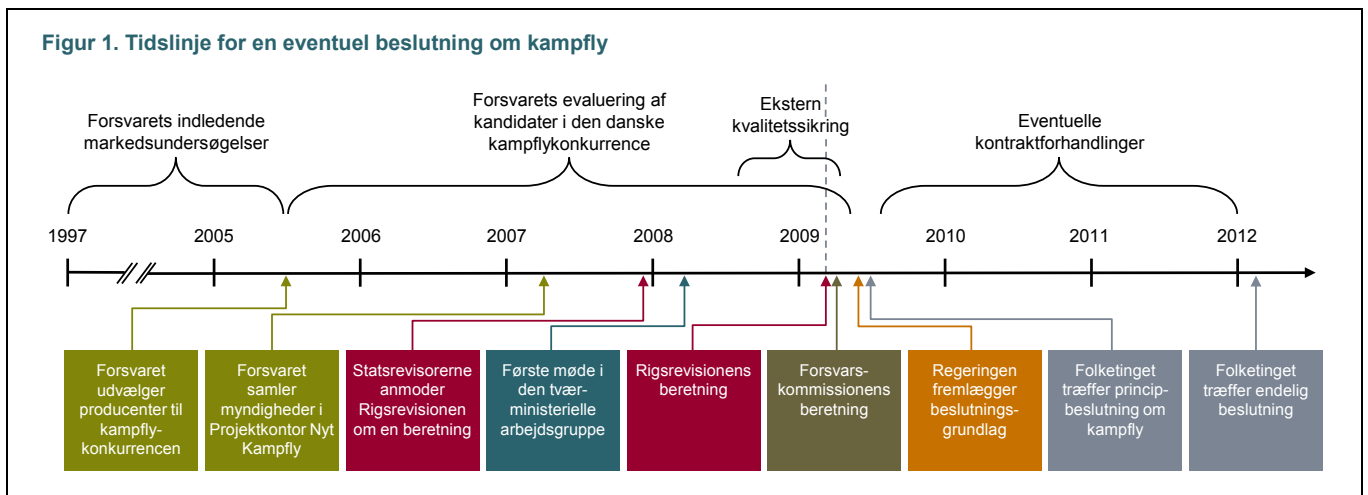 Figur 1. Tidslinje for en eventuel beslutning om kampfly
Forsvarets indledende
markedsundersøgelser
Forsvarets evaluering af
kandidater i den danske
kampflykonkurrence
Ekstern
kvalitetssikring
Eventuelle
kontraktforhandlinger
1997
2005
2006
2007
2008
2009
2010
2011
2012
Forsvaret
udvælger
producenter til
kampfly-
konkurrencen
Forsvaret
samler
myndigheder i
Projektkontor Nyt
Kampfly
Statsrevisorerne
anmoder
Rigsrevisionen
om en beretning
Første møde i
den tvær-
ministerielle
arbejdsgruppe
Rigsrevisionens
beretning
Forsvars-
kommissionens
beretning
Regeringen
fremlægger
beslutnings-
grundlag
Folketinget
træffer princip-
beslutning om
kampfly
Folketinget
træffer endelig
beslutning